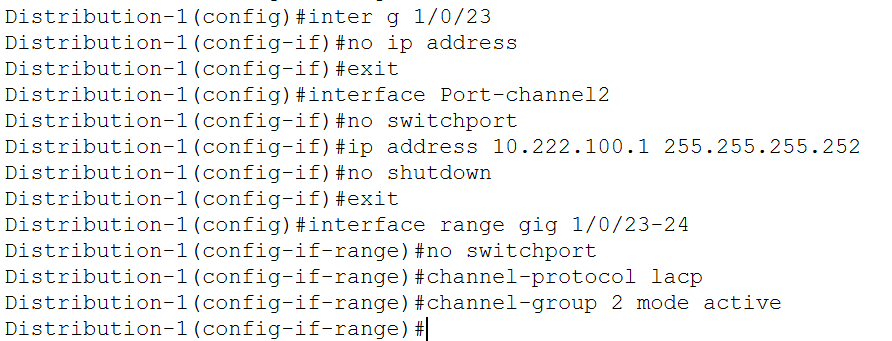 Distribution-1(config)#inter g 1/0/23
Distribution-1(config-if)#no ip address
Distribution-1(config-if)#exit
Distribution-1(config)#interface Port-channel2
Distribution-1(config-if)#no switchport
Distribution-1(config-if)#ip address 10.222.100.1 255.255.255.252
Distribution-1(config-if)#no shutdown
Distribution-1(config-if)#exit
Distribution-1(config)#interface range gig 1/0/23-24
Distribution-1(config-if-range)#no switchport
Distribution-1(config-if-range)#channel-protocol lacp
Distribution-1(config-if-range)#channel-group 2 mode active
Distribution-1(config-if-range)#